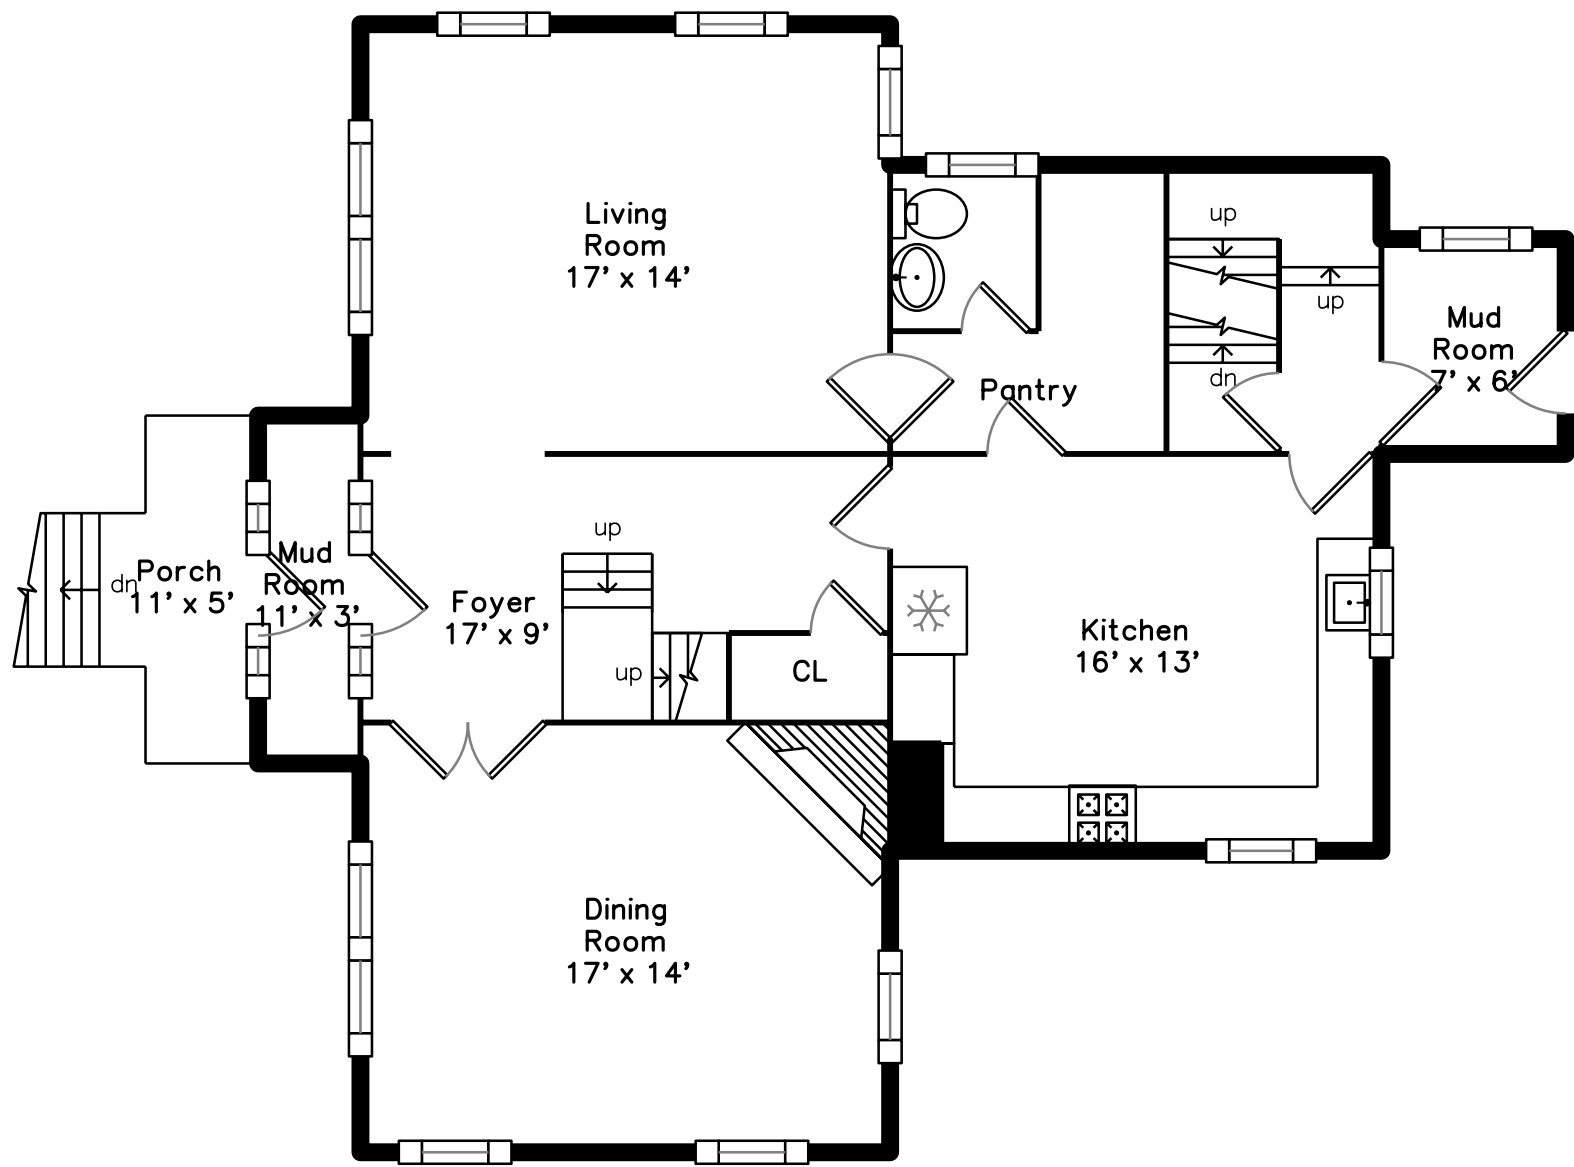 Living
Room
17' x 14'
up
up
Mud
Room
7' x 6'
dn
Pantry
up
Mud
Room
11' x 3'
dn
Porch
11' x 5'
Foyer
17' x 9'
up
CL
Kitchen
16' x 13'
Dining
Room
17' x 14'